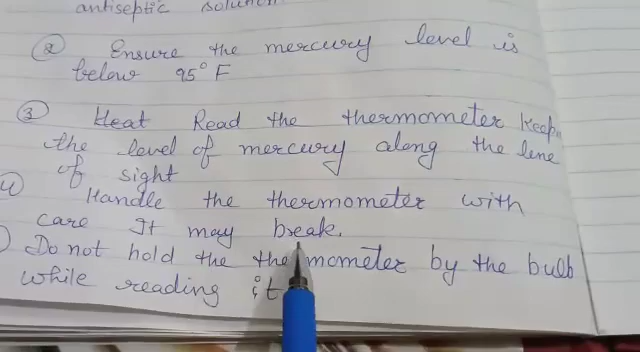 antiseptic solution
② Ensure the mercury level is
below 95° F
③ Heat Read the thermometer keep
the level of mercury along the line
of sight
④ Handle the thermometer with
care It may break.
Do not hold the thermometer by the bulb
while reading it